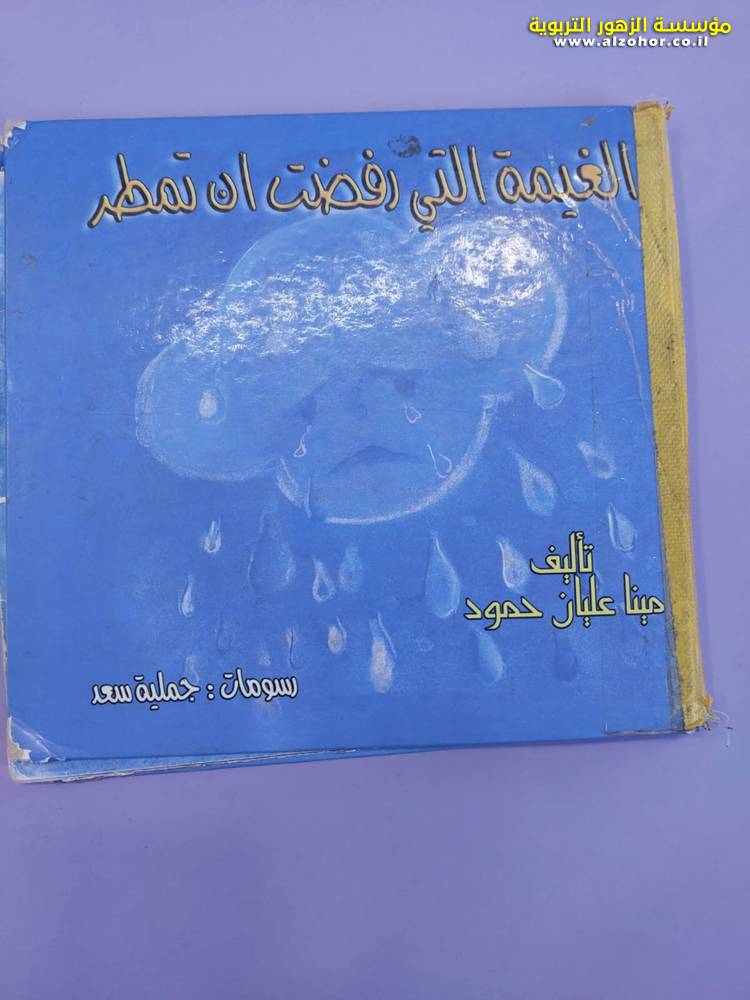 مؤسسة الزهور التربوية
www.alzohor.co.il
الغيمة التي رفضت ان تمطر
تأليف
مينا عليان حمود
رسومات : جملية سعد